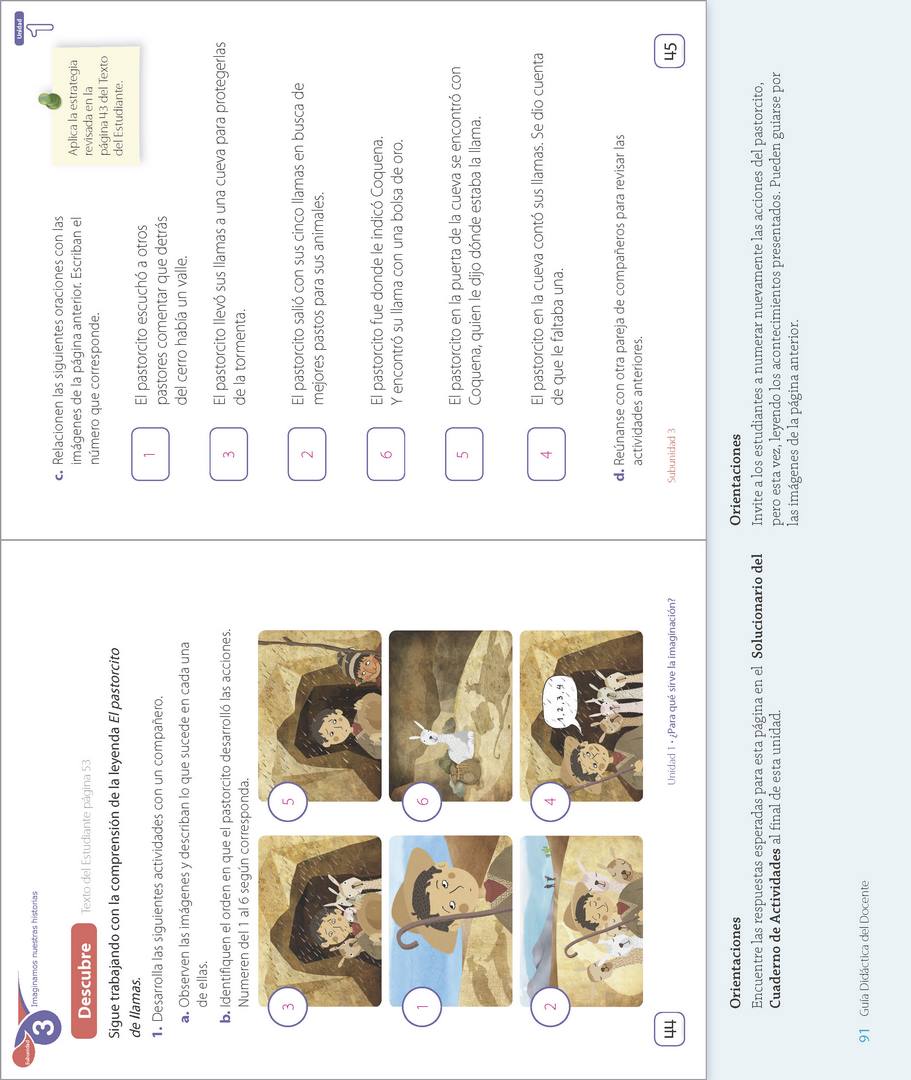 Subunidad
3
Imaginamos nuestras historias
Descubre
Texto del Estudiante página 53
Sigue trabajando con la comprensión de la leyenda El pastorcito
de llamas.
1. Desarrolla las siguientes actividades con un compañero.
a. Observen las imágenes y describan lo que sucede en cada una
de ellas.
b. Identifiquen el orden en que el pastorcito desarrolló las acciones.
Numeren del 1 al 6 según corresponda.
3
5
1
6
2
4
1, 2, 3, 4
44
Unidad 1 • ¿Para qué sirve la imaginación?
Unidad
1
c. Relacionen las siguientes oraciones con las
imágenes de la página anterior. Escriban el
número que corresponde.
Aplica la estrategia
revisada en la
página 43 del Texto
del Estudiante.
1
El pastorcito escuchó a otros
pastores comentar que detrás
del cerro había un valle.
3
El pastorcito llevó sus llamas a una cueva para protegerlas
de la tormenta.
2
El pastorcito salió con sus cinco llamas en busca de
mejores pastos para sus animales.
6
El pastorcito fue donde le indicó Coquena.
Y encontró su llama con una bolsa de oro.
5
El pastorcito en la puerta de la cueva se encontró con
Coquena, quien le dijo dónde estaba la llama.
4
El pastorcito en la cueva contó sus llamas. Se dio cuenta
de que le faltaba una.
d. Reúnanse con otra pareja de compañeros para revisar las
actividades anteriores.
Subunidad 3
45
Orientaciones
Encuentre las respuestas esperadas para esta página en el Solucionario del
Cuaderno de Actividades al final de esta unidad.
Orientaciones
Invite a los estudiantes a numerar nuevamente las acciones del pastorcito,
pero esta vez, leyendo los acontecimientos presentados. Pueden guiarse por
las imágenes de la página anterior.
91 Guía Didáctica del Docente